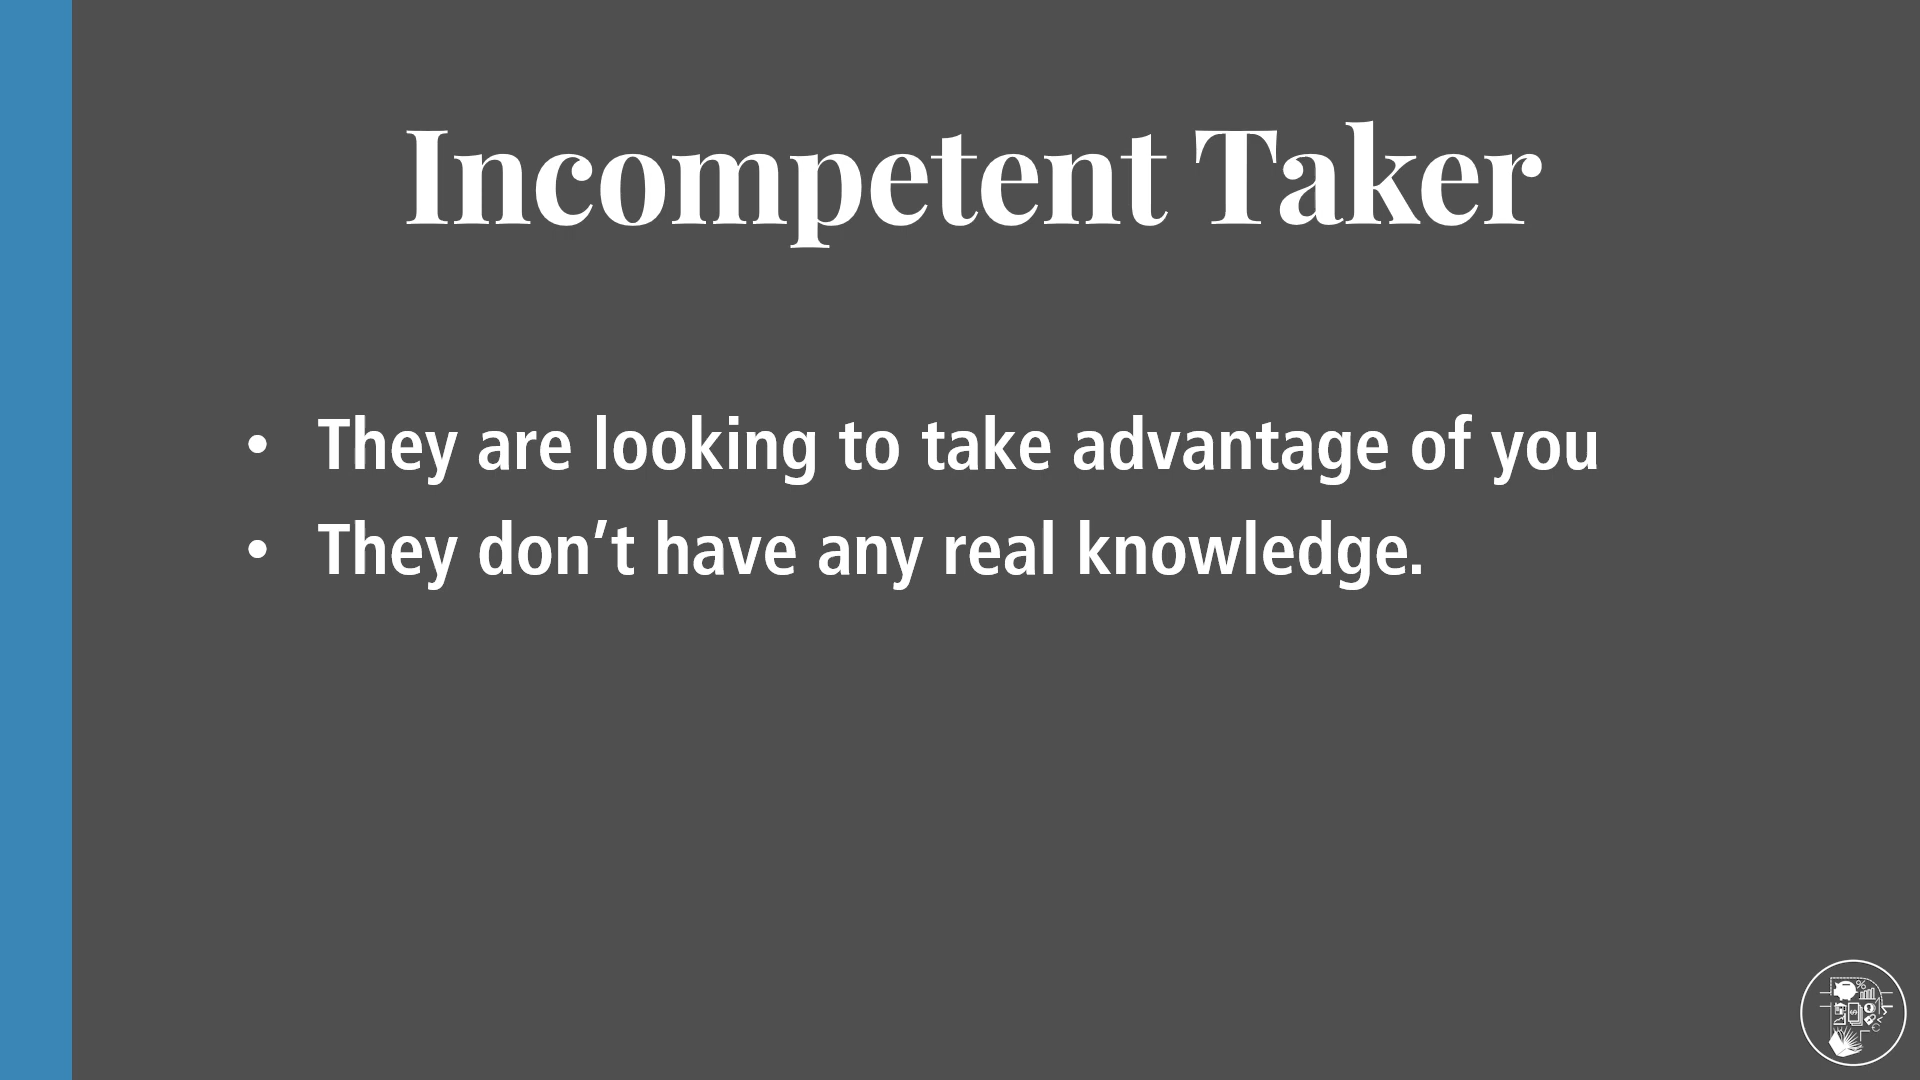 Incompetent Taker
• They are looking to take advantage of you
• They don’t have any real knowledge.